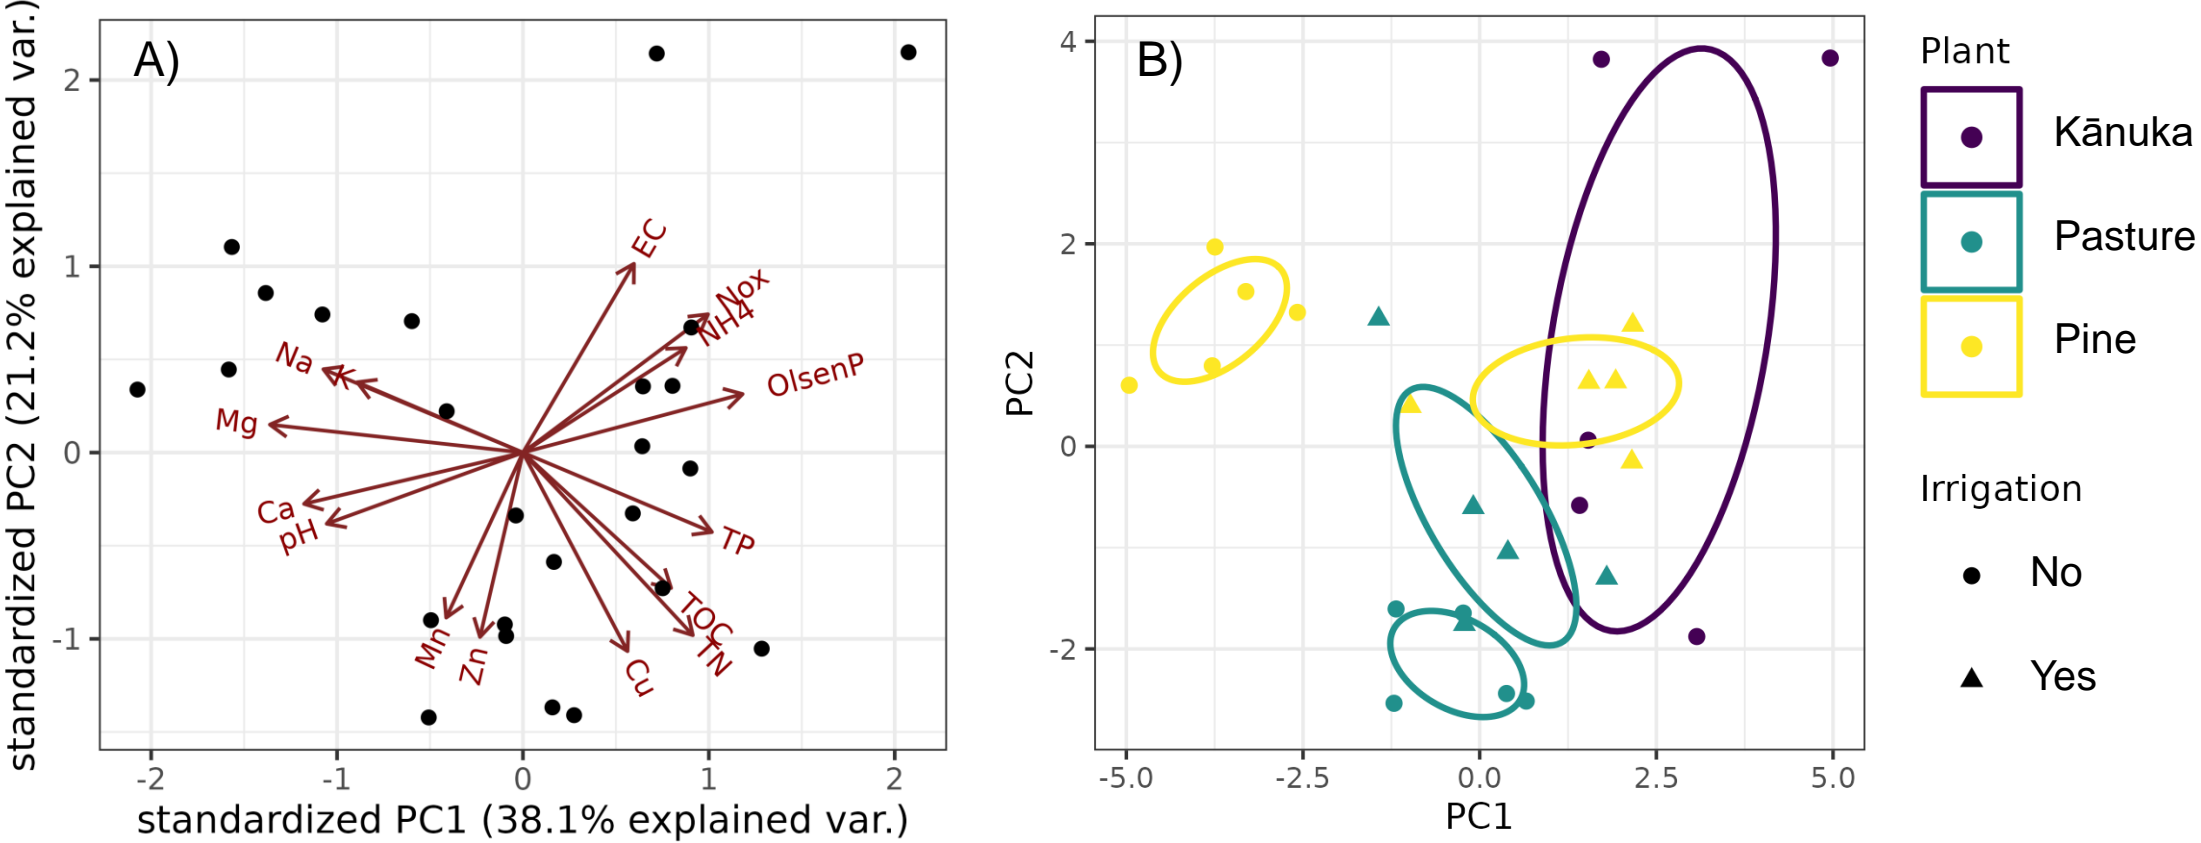 A)
standardized PC2 (21.2% explained var.)
2
1
0
-1
EC
Nox
NH4
OlsenP
Na
K
Mg
Ca
pH
TP
TOC
TN
Mn
Zn
Cu
-2 -1 0 1 2
standardized PC1 (38.1% explained var.)
B)
PC2
4
2
0
-2
-5.0 -2.5 0.0 2.5 5.0
PC1
Plant
Kānuka
Pasture
Pine
Irrigation
No
Yes